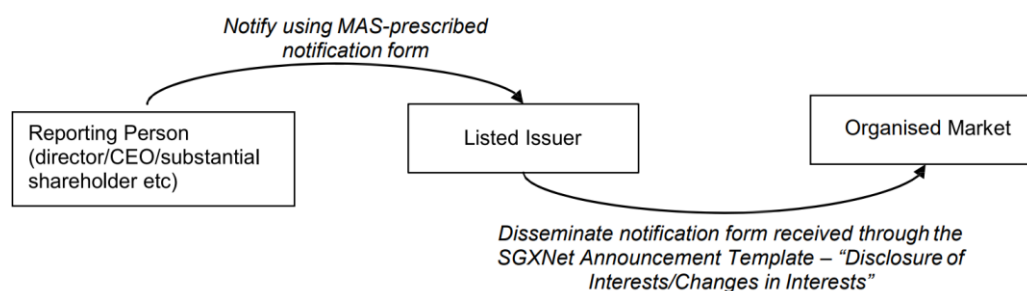 Notify using MAS-prescribed
notification form
Reporting Person
(director/CEO/substantial
shareholder etc)
Listed Issuer
Organised Market
Disseminate notification form received through the
SGXNet Announcement Template – “Disclosure of
Interests/Changes in Interests”